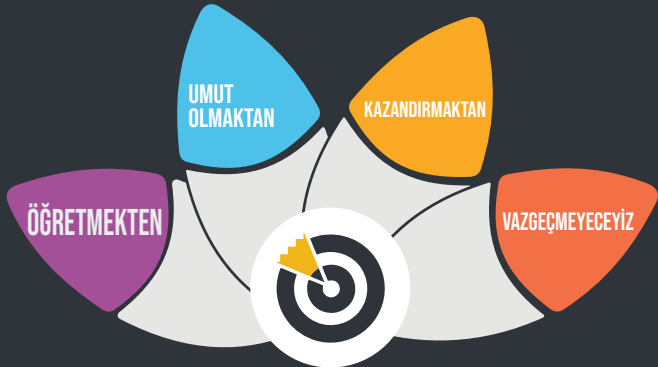 ÖĞRETMEKTEN
UMUT
OLMAKTAN
KAZANDIRMAKTAN
VAZGEÇMEYECEYİZ